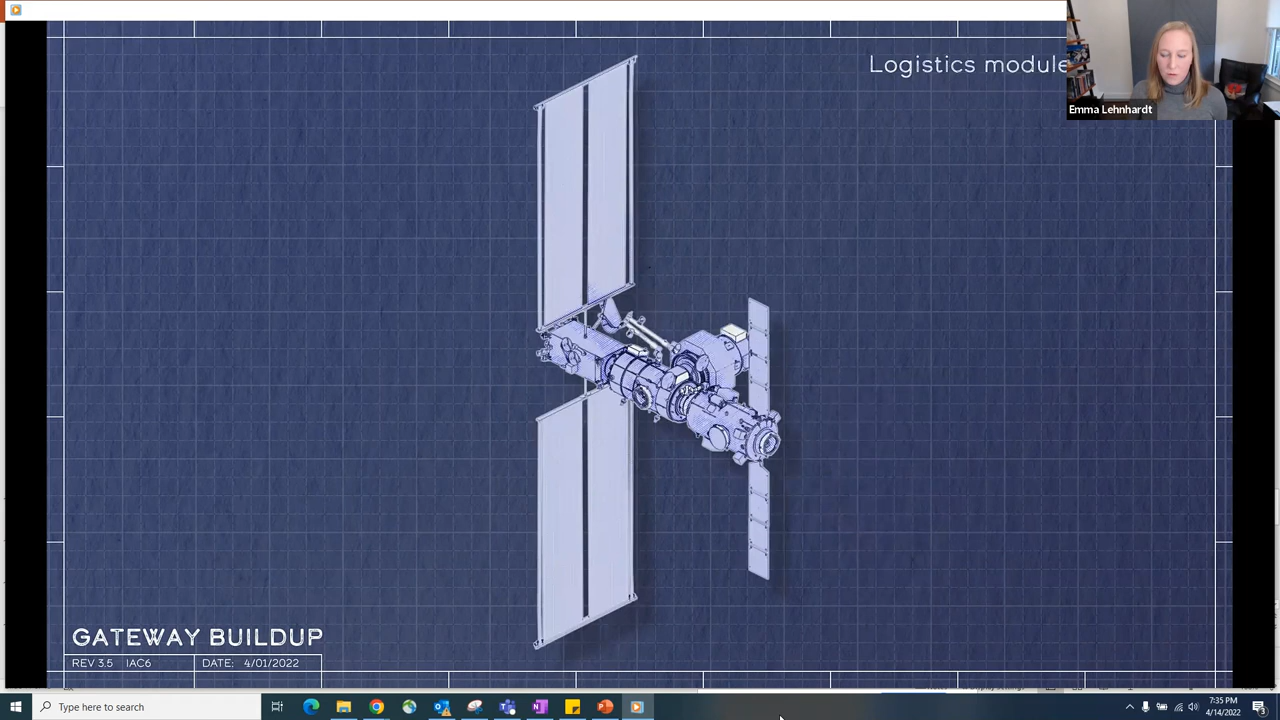 Logistics module
Emma Lehnhardt
GATEWAY BUILDUP
REV 3.5 IAC6 DATE: 4/01/2022
Type here to search
7:35 PM
4/14/2022